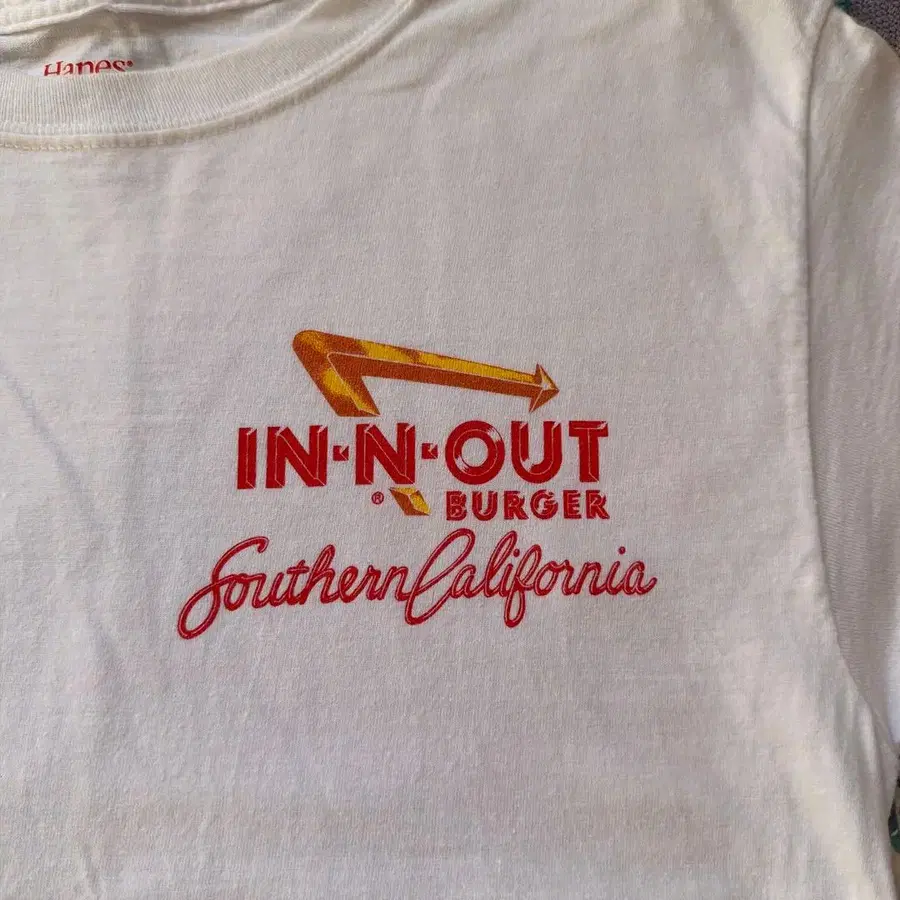 Hanes
IN-N-OUT
® BURGER
Southern California